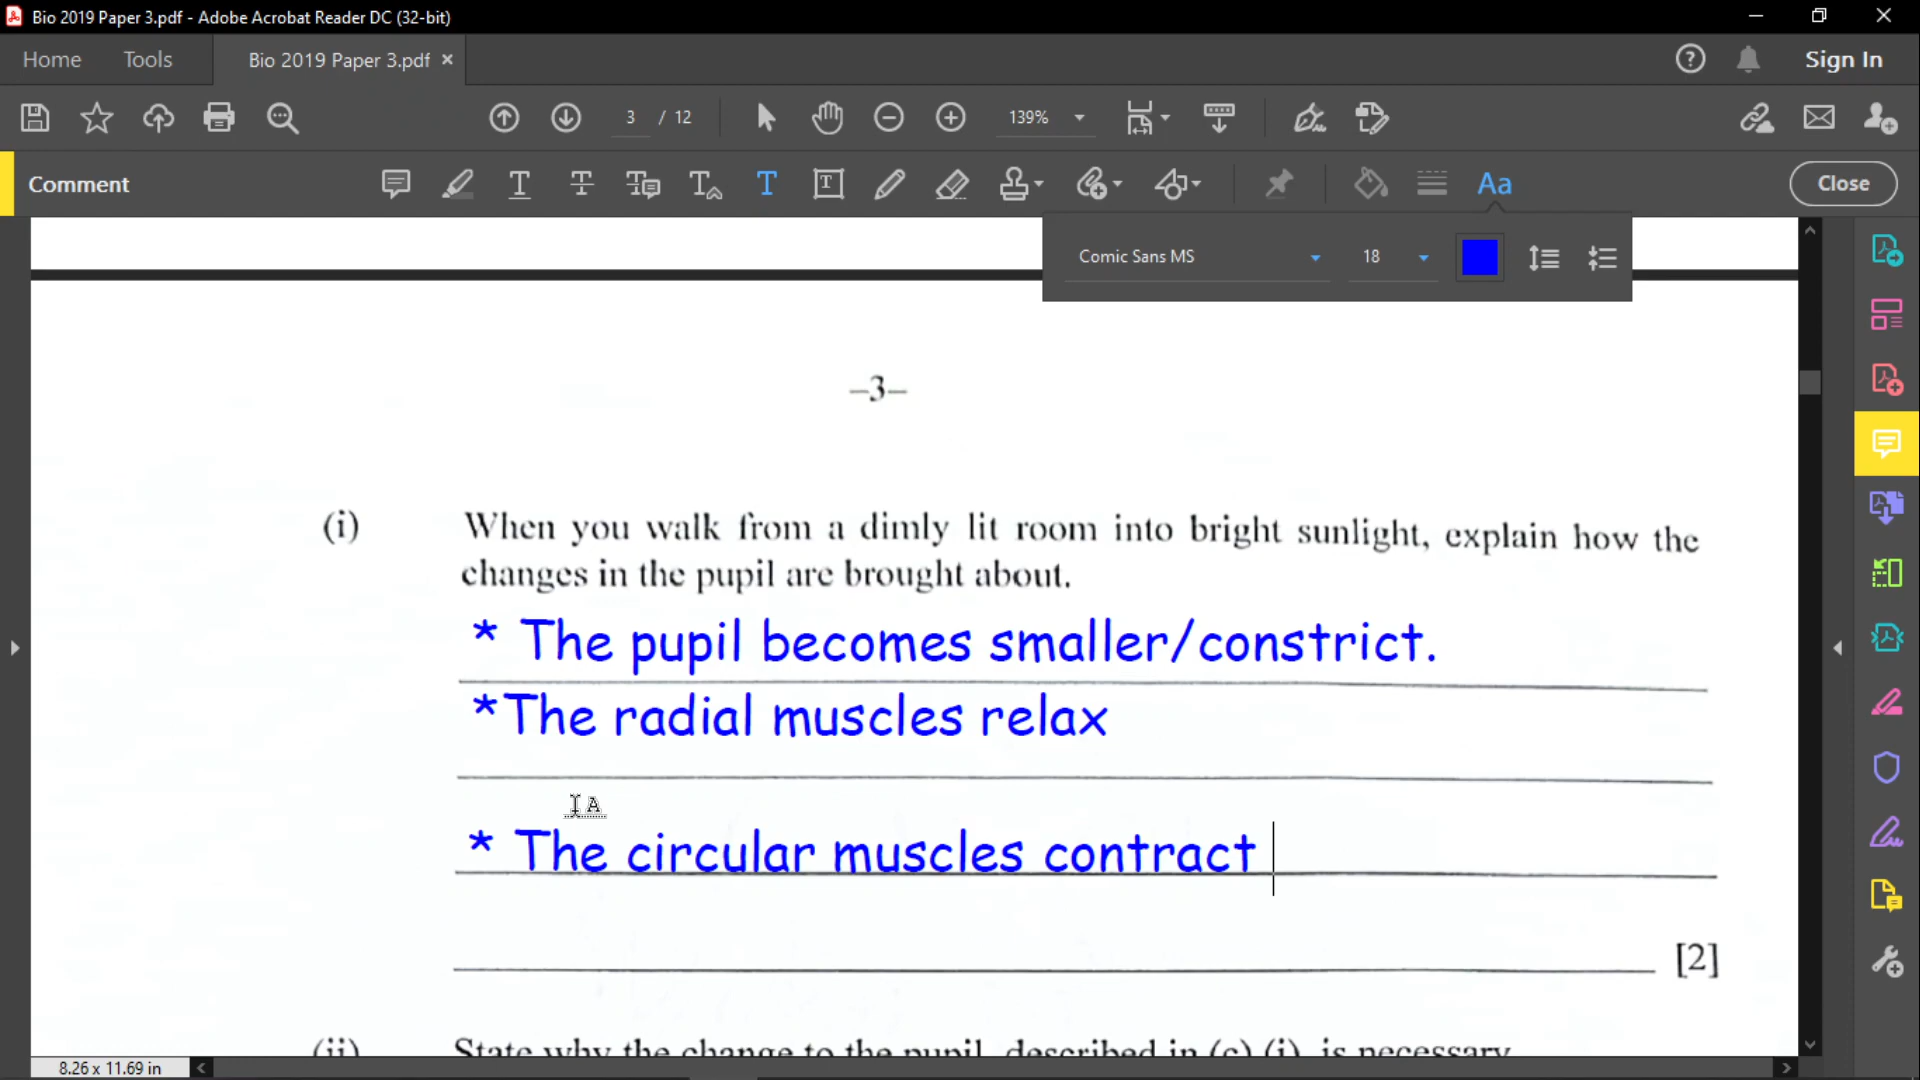 Bio 2019 Paper 3.pdf - Adobe Acrobat Reader DC (32-bit)
Home Tools Bio 2019 Paper 3.pdf × Sign In
3 / 12 139%
Comment Close
Comic Sans MS 18
–3–
(i) When you walk from a dimly lit room into bright sunlight, explain how the
changes in the pupil are brought about.
* The pupil becomes smaller/constrict.
*The radial muscles relax
* The circular muscles contract
[2]
(ii) State why the change to the pupil, described in (c) (i), is necessary.
8.26 x 11.69 in